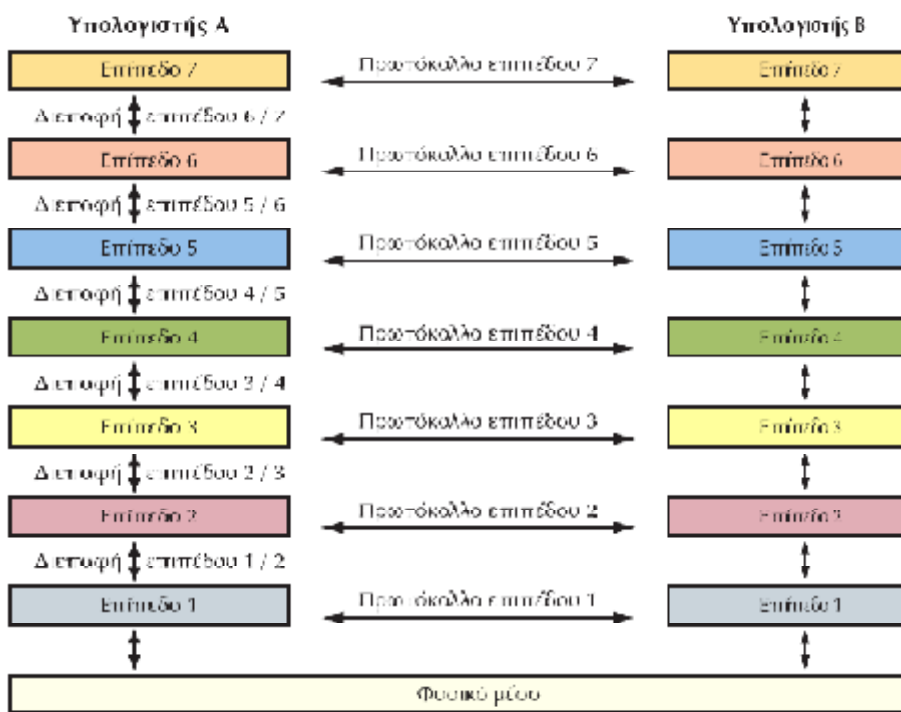 Υπολογιστής Α Υπολογιστής Β
Επίπεδο 7 Πρωτόκολλο επιπέδου 7 Επίπεδο 7
Διεπαφή επιπέδου 6 / 7
Επίπεδο 6 Πρωτόκολλο επιπέδου 6 Επίπεδο 6
Διεπαφή επιπέδου 5 / 6
Επίπεδο 5 Πρωτόκολλο επιπέδου 5 Επίπεδο 5
Διεπαφή επιπέδου 4 / 5
Επίπεδο 4 Πρωτόκολλο επιπέδου 4 Επίπεδο 4
Διεπαφή επιπέδου 3 / 4
Επίπεδο 3 Πρωτόκολλο επιπέδου 3 Επίπεδο 3
Διεπαφή επιπέδου 2 / 3
Επίπεδο 2 Πρωτόκολλο επιπέδου 2 Επίπεδο 2
Διεπαφή επιπέδου 1 / 2
Επίπεδο 1 Πρωτόκολλο επιπέδου 1 Επίπεδο 1
Φυσικό μέσο